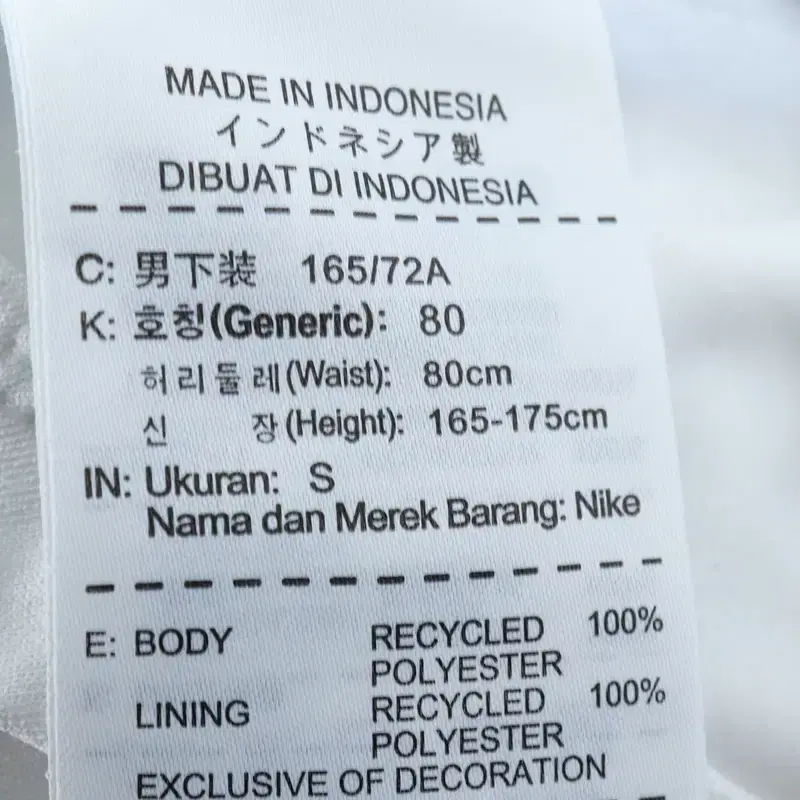 MADE IN INDONESIA
インドネシア製
DIBUAT DI INDONESIA
C: 男下装 165/72A
K: 호칭(Generic): 80
허리둘레(Waist): 80cm
신 장(Height): 165-175cm
IN: Ukuran: S
Nama dan Merek Barang: Nike
E: BODY RECYCLED 100%
POLYESTER
LINING RECYCLED 100%
POLYESTER
EXCLUSIVE OF DECORATION